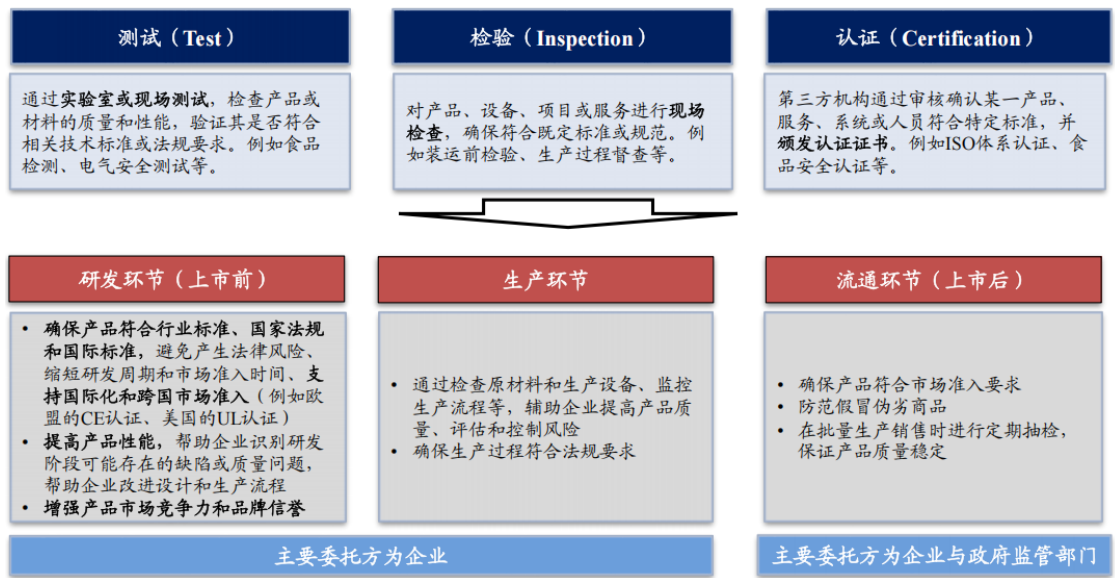 测试（Test）
通过实验室或现场测试，检查产品或
材料的质量和性能，验证其是否符合
相关技术标准或法规要求。例如食品
检测、电气安全测试等。
检验（Inspection）
对产品、设备、项目或服务进行现场
检查，确保符合既定标准或规范。例
如装运前检验、生产过程督查等。
认证（Certification）
第三方机构通过审核确认某一产品、
服务、系统或人员符合特定标准，并
颁发认证证书。例如ISO体系认证、食
品安全认证等。
研发环节（上市前）
• 确保产品符合行业标准、国家法规
和国际标准，避免产生法律风险、
缩短研发周期和市场准入时间、支
持国际化和跨国市场准入（例如欧
盟的CE认证、美国的UL认证）
• 提高产品性能，帮助企业识别研发
阶段可能存在的缺陷或质量问题，
帮助企业改进设计和生产流程
• 增强产品市场竞争力和品牌信誉
生产环节
• 通过检查原材料和生产设备、监控
生产流程等，辅助企业提高产品质
量、评估和控制风险
• 确保生产过程符合法规要求
流通环节（上市后）
• 确保产品符合市场准入要求
• 防范假冒伪劣商品
• 在批量生产销售时进行定期抽检，
保证产品质量稳定
主要委托方为企业
主要委托方为企业与政府监管部门